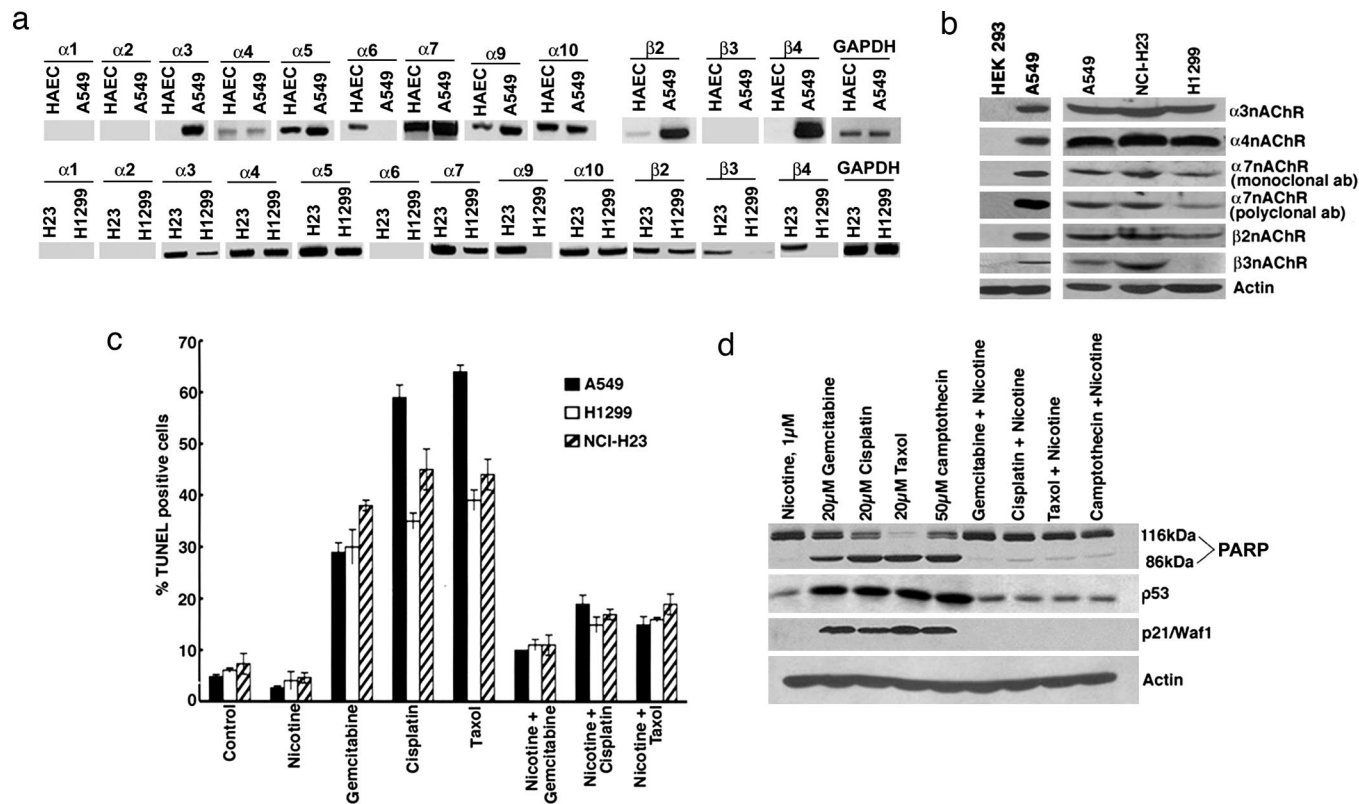 a
α1 α2 α3 α4 α5 α6 α7 α9 α10 β2 β3 β4 GAPDH
HAEC A549 HAEC A549 HAEC A549 HAEC A549 HAEC A549 HAEC A549 HAEC A549 HAEC A549 HAEC A549 HAEC A549 HAEC A549 HAEC A549 HAEC A549
α1 α2 α3 α4 α5 α6 α7 α9 α10 β2 β3 β4 GAPDH
H23 H1299 H23 H1299 H23 H1299 H23 H1299 H23 H1299 H23 H1299 H23 H1299 H23 H1299 H23 H1299 H23 H1299 H23 H1299 H23 H1299 H23 H1299
b
HEK 293 A549 A549 NCI-H23 H1299
α3nAChR
α4nAChR
α7nAChR
(monoclonal ab)
α7nAChR
(polyclonal ab)
β2nAChR
β3nAChR
Actin
c
% TUNEL positive cells
70
60
50
40
30
20
10
0
A549
H1299
NCI-H23
Control
Nicotine
Gemcitabine
Cisplatin
Taxol
Nicotine +
Gemcitabine
Nicotine +
Cisplatin
Nicotine +
Taxol
d
Nicotine, 1µM
20µM Gemcitabine
20µM Cisplatin
20µM Taxol
50µM camptothecin
Gemcitabine + Nicotine
Cisplatin + Nicotine
Taxol + Nicotine
Camptothecin +Nicotine
116kDa
86kDa
PARP
p53
p21/Waf1
Actin